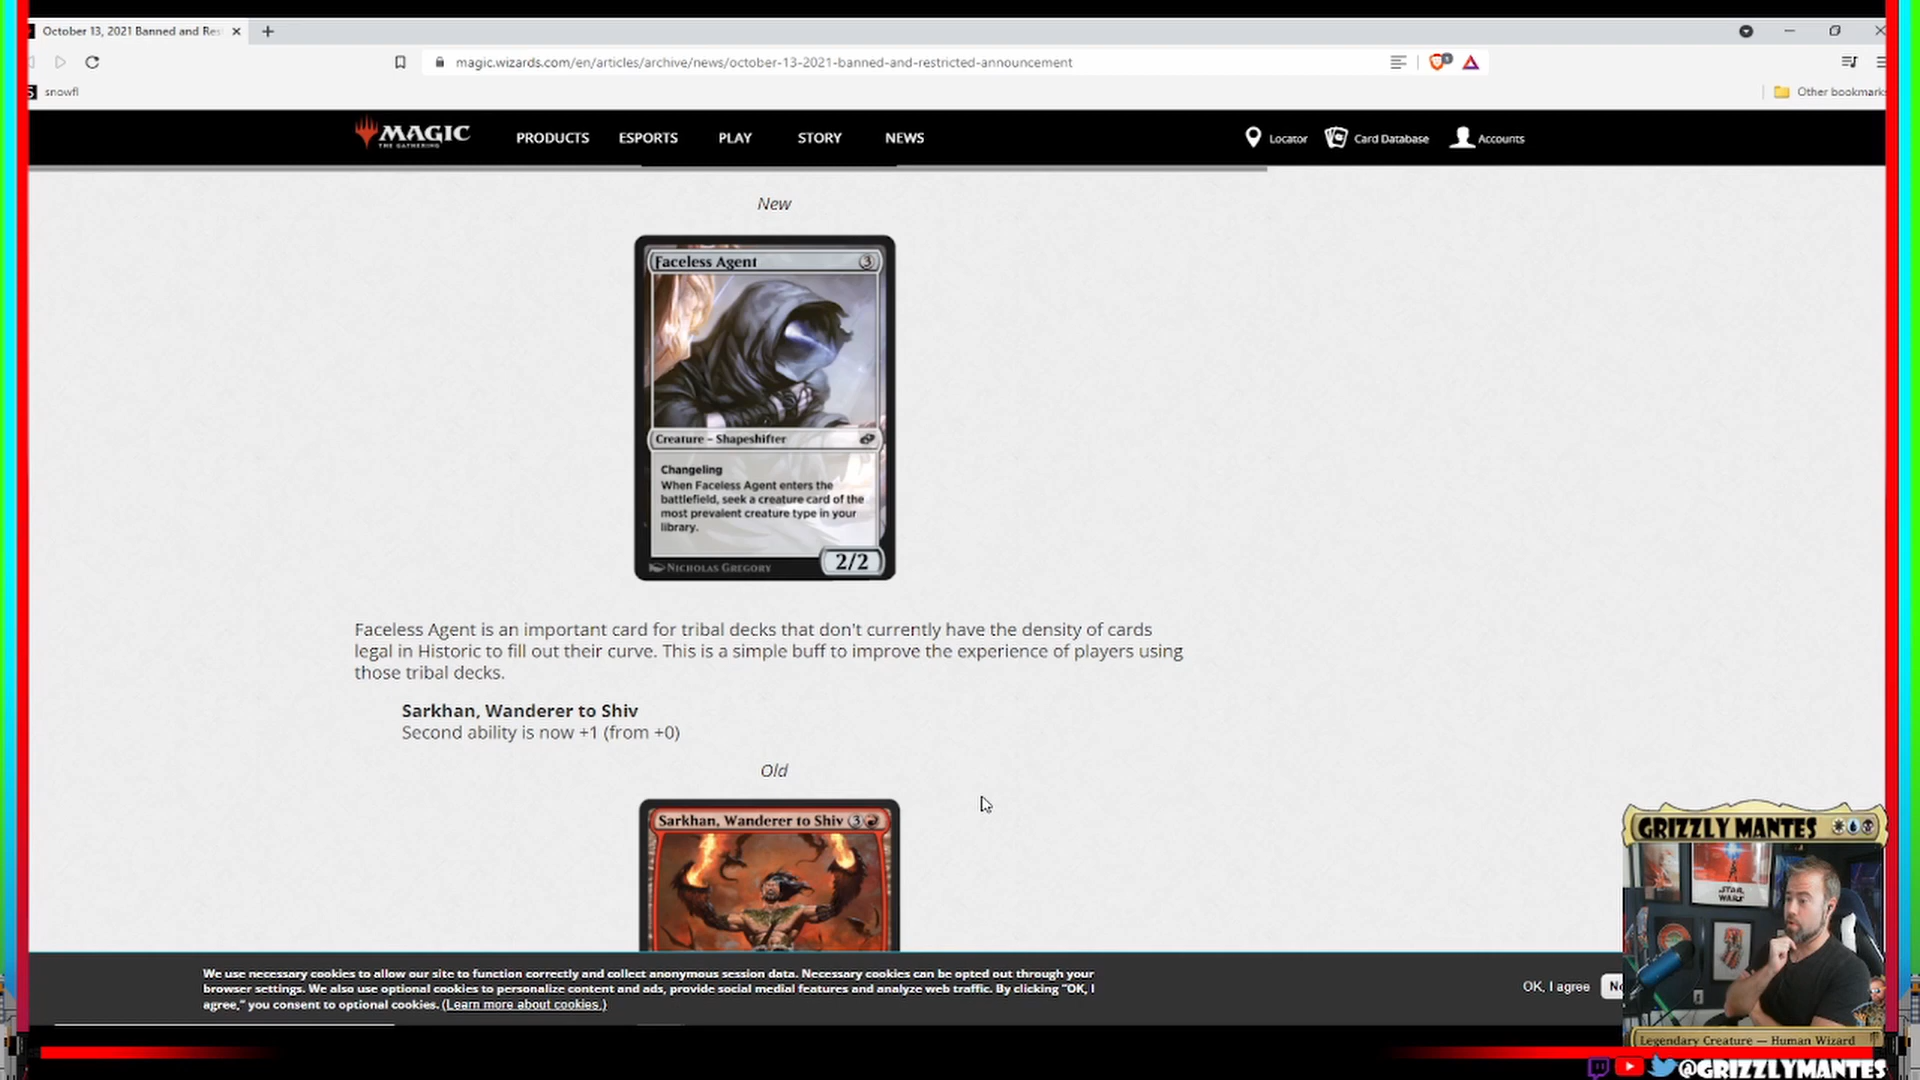 October 13, 2021 Banned and Res
magic.wizards.com/en/articles/archive/news/october-13-2021-banned-and-restricted-announcement
snowfl
Other bookmark
MAGIC
THE GATHERING
PRODUCTS
ESPORTS
PLAY
STORY
NEWS
Locator
Card Database
Accounts
New
Faceless Agent 3
Creature – Shapeshifter
Changeling
When Faceless Agent enters the
battlefield, seek a creature card of the
most prevalent creature type in your
library.
2/2
NICHOLAS GREGORY
Faceless Agent is an important card for tribal decks that don't currently have the density of cards
legal in Historic to fill out their curve. This is a simple buff to improve the experience of players using
those tribal decks.
Sarkhan, Wanderer to Shiv
Second ability is now +1 (from +0)
Old
Sarkhan, Wanderer to Shiv 3
We use necessary cookies to allow our site to function correctly and collect anonymous session data. Necessary cookies can be opted out through your
browser settings. We also use optional cookies to personalize content and ads, provide social medial features and analyze web traffic. By clicking “OK, I
agree,” you consent to optional cookies. (Learn more about cookies.)
OK, I agree
No
GRIZZLY MANTES
STAR
WARS
Legendary Creature — Human Wizard
@GRIZZLYMANTES